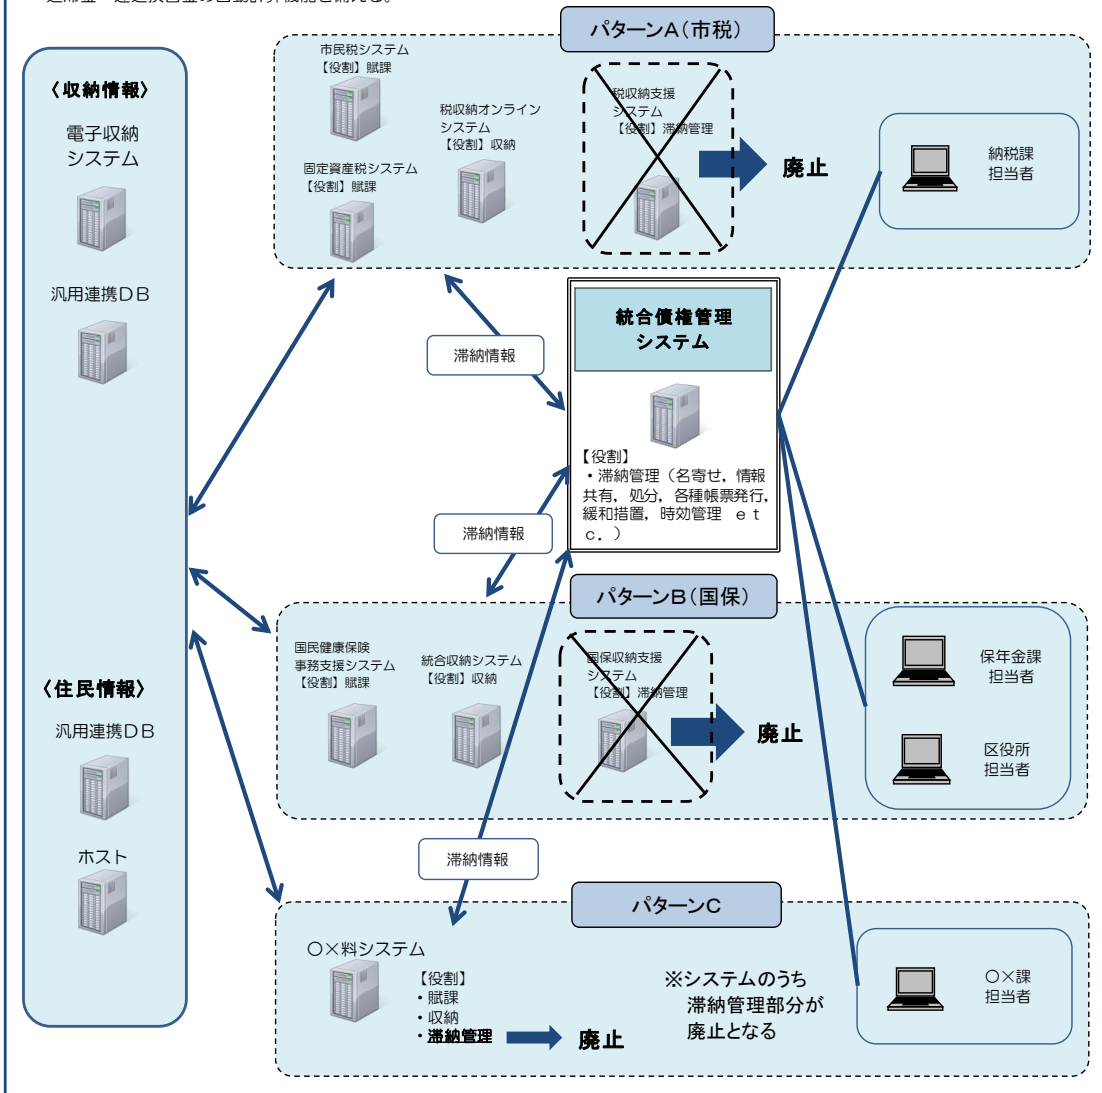 パターンA（市税）
〈収納情報〉
電子収納
システム
汎用連携DB
〈住民情報〉
汎用連携DB
ホスト
市民税システム
【役割】賦課
税収納オンライン
システム
【役割】収納
固定資産税システム
【役割】賦課
税収納支援
システム
【役割】滞納管理
廃止
納税課
担当者
統合債権管理
システム
【役割】
・滞納管理（名寄せ，情報
共有，処分，各種帳票発行，
緩和措置，時効管理　ｅｔ
ｃ．）
滞納情報
滞納情報
滞納情報
パターンB（国保）
国民健康保険
事務支援システム
【役割】賦課
統合収納システム
【役割】収納
国保収納支援
システム
【役割】滞納管理
廃止
保年金課
担当者
区役所
担当者
パターンC
〇×料システム
【役割】
・賦課
・収納
・滞納管理
廃止
※システムのうち
滞納管理部分が
廃止となる
〇×課
担当者